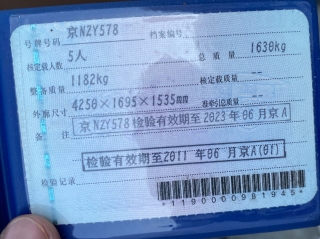 号牌号码 京NZY578 档案编号
核定载人数 5人 总质量 1630kg
整备质量 1182kg 核定载质量 --
外廓尺寸 4250×1695×1535 准牵引总质量 --
备注 京NZY578检验有效期至2023年06月京A
检验有效期至2011年06月京A(01)
检验记录
*1190000981945*